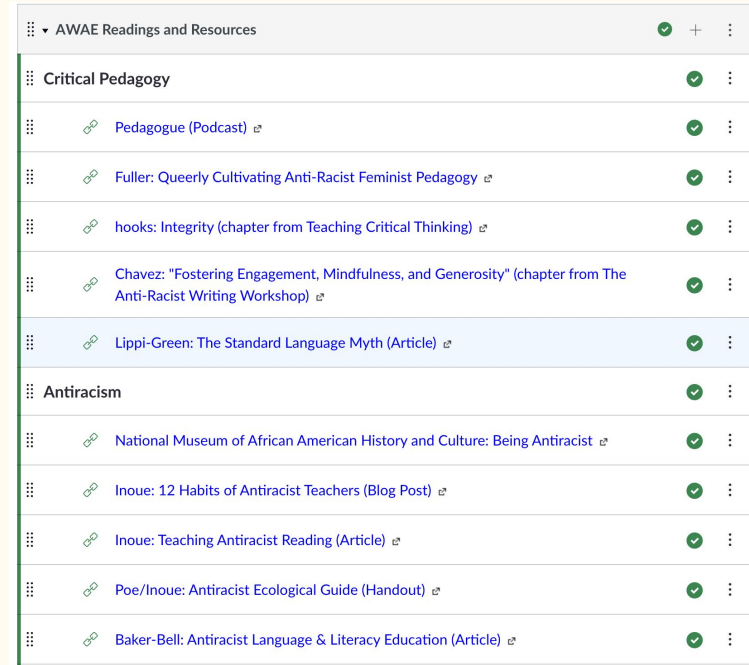 AWAE Readings and Resources
Critical Pedagogy
Pedagogue (Podcast)
Fuller: Queerly Cultivating Anti-Racist Feminist Pedagogy
hooks: Integrity (chapter from Teaching Critical Thinking)
Chavez: "Fostering Engagement, Mindfulness, and Generosity" (chapter from The
Anti-Racist Writing Workshop)
Lippi-Green: The Standard Language Myth (Article)
Antiracism
National Museum of African American History and Culture: Being Antiracist
Inoue: 12 Habits of Antiracist Teachers (Blog Post)
Inoue: Teaching Antiracist Reading (Article)
Poe/Inoue: Antiracist Ecological Guide (Handout)
Baker-Bell: Antiracist Language & Literacy Education (Article)